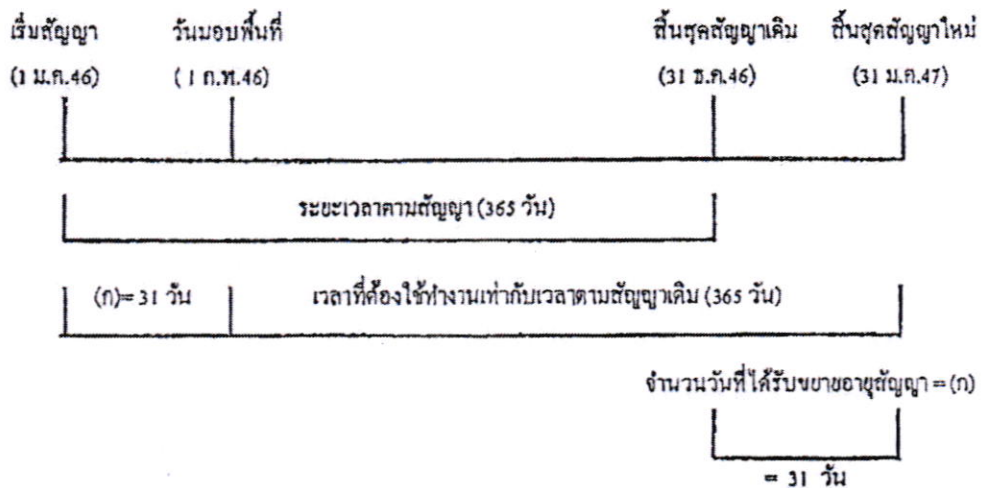 เริ่มสัญญา วันมอบพื้นที่ สิ้นสุดสัญญาเดิม สิ้นสุดสัญญาใหม่
(1 ม.ค.46) (1 ก.พ.46) (31 ธ.ค.46) (31 ม.ค.47)
ระยะเวลาตามสัญญา (365 วัน)
(ก)= 31 วัน เวลาที่ต้องใช้ทำงานเท่ากับเวลาตามสัญญาเดิม (365 วัน)
จำนวนวันที่ได้รับขยายอายุสัญญา = (ก)
= 31 วัน